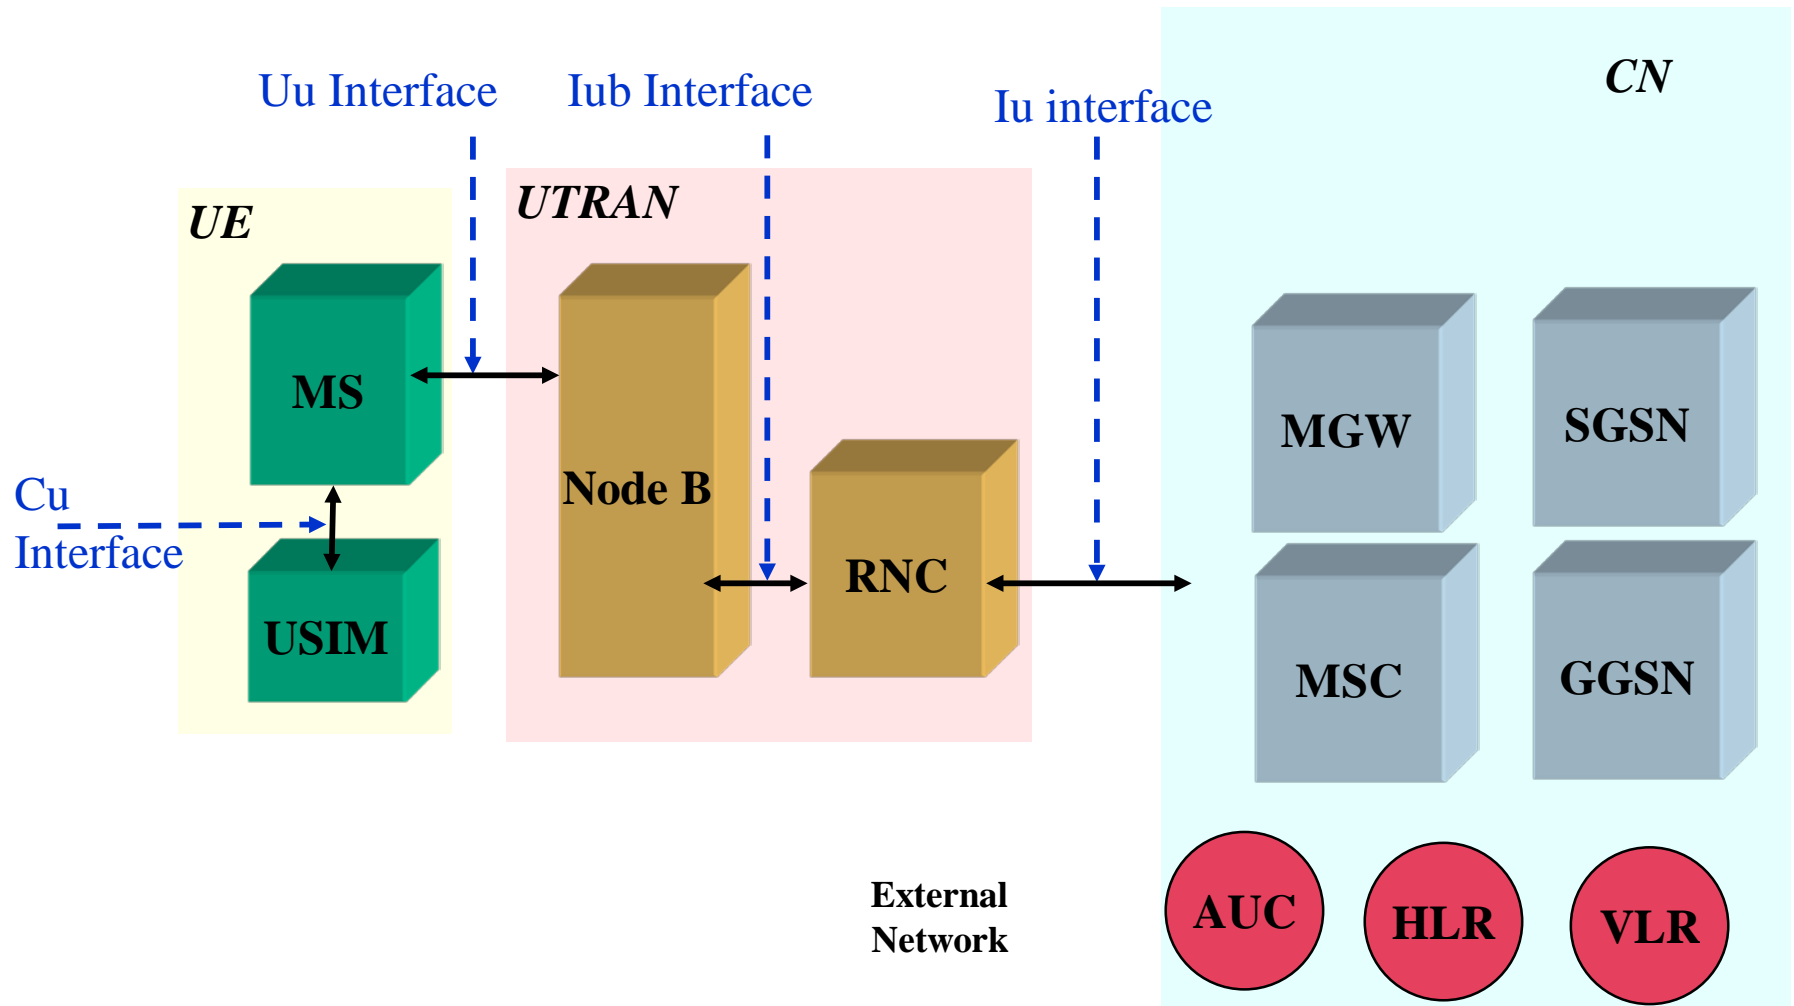 CN
Uu Interface
Iub Interface
Iu interface
UE
UTRAN
MS
MGW
SGSN
Cu
Interface
Node B
RNC
USIM
MSC
GGSN
External
Network
AUC
HLR
VLR